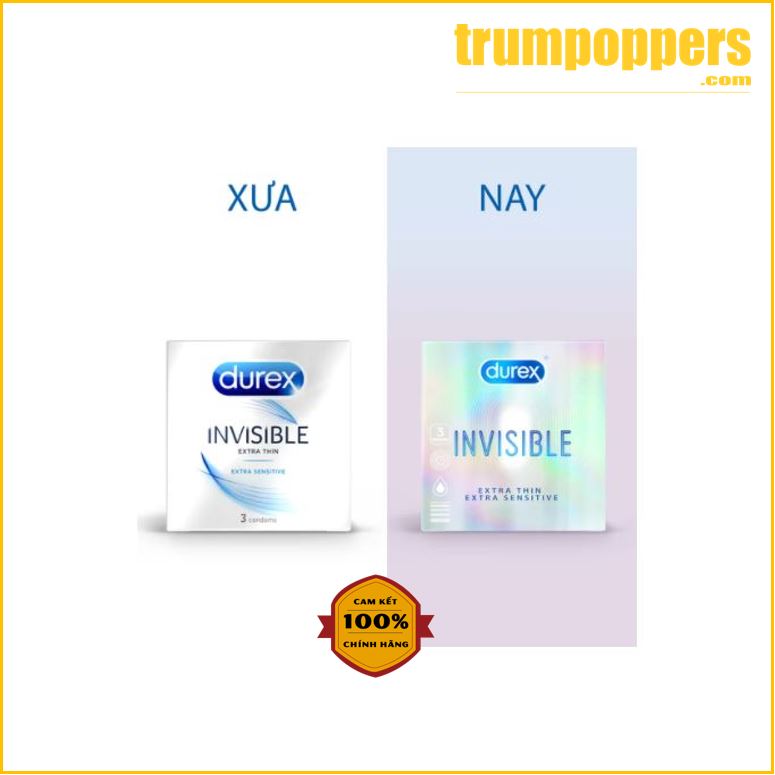 trumpoppers
.com
XƯA
NAY
durex
INVISIBLE
EXTRA THIN
EXTRA SENSITIVE
3 condoms
durex
3
INVISIBLE
EXTRA THIN
EXTRA SENSITIVE
CAM KẾT
100%
CHÍNH HÃNG